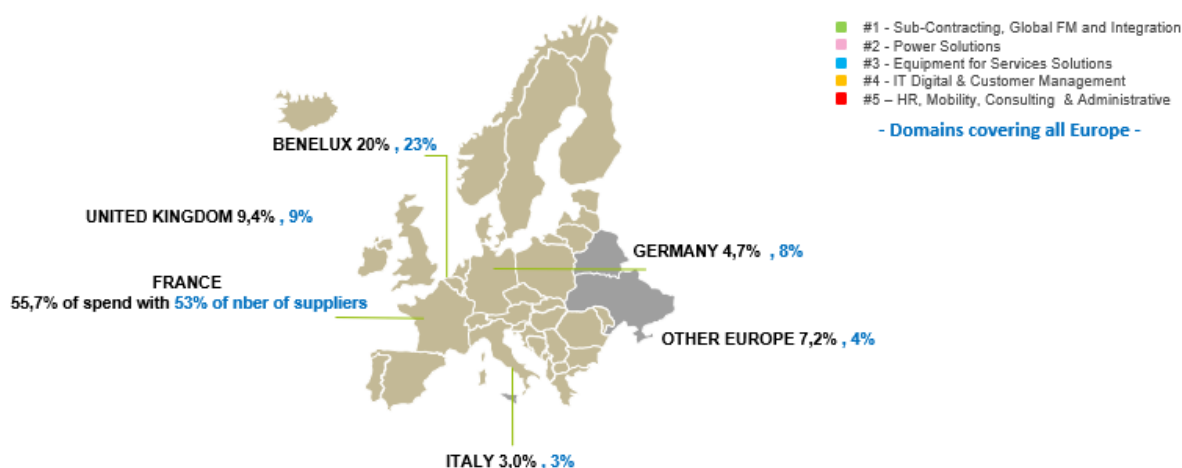 #1 - Sub-Contracting, Global FM and Integration
#2 - Power Solutions
#3 - Equipment for Services Solutions
#4 - IT Digital & Customer Management
#5 – HR, Mobility, Consulting & Administrative
- Domains covering all Europe -
BENELUX 20% , 23%
UNITED KINGDOM 9,4% , 9%
GERMANY 4,7% , 8%
FRANCE
55,7% of spend with 53% of nber of suppliers
OTHER EUROPE 7,2% , 4%
ITALY 3,0% , 3%